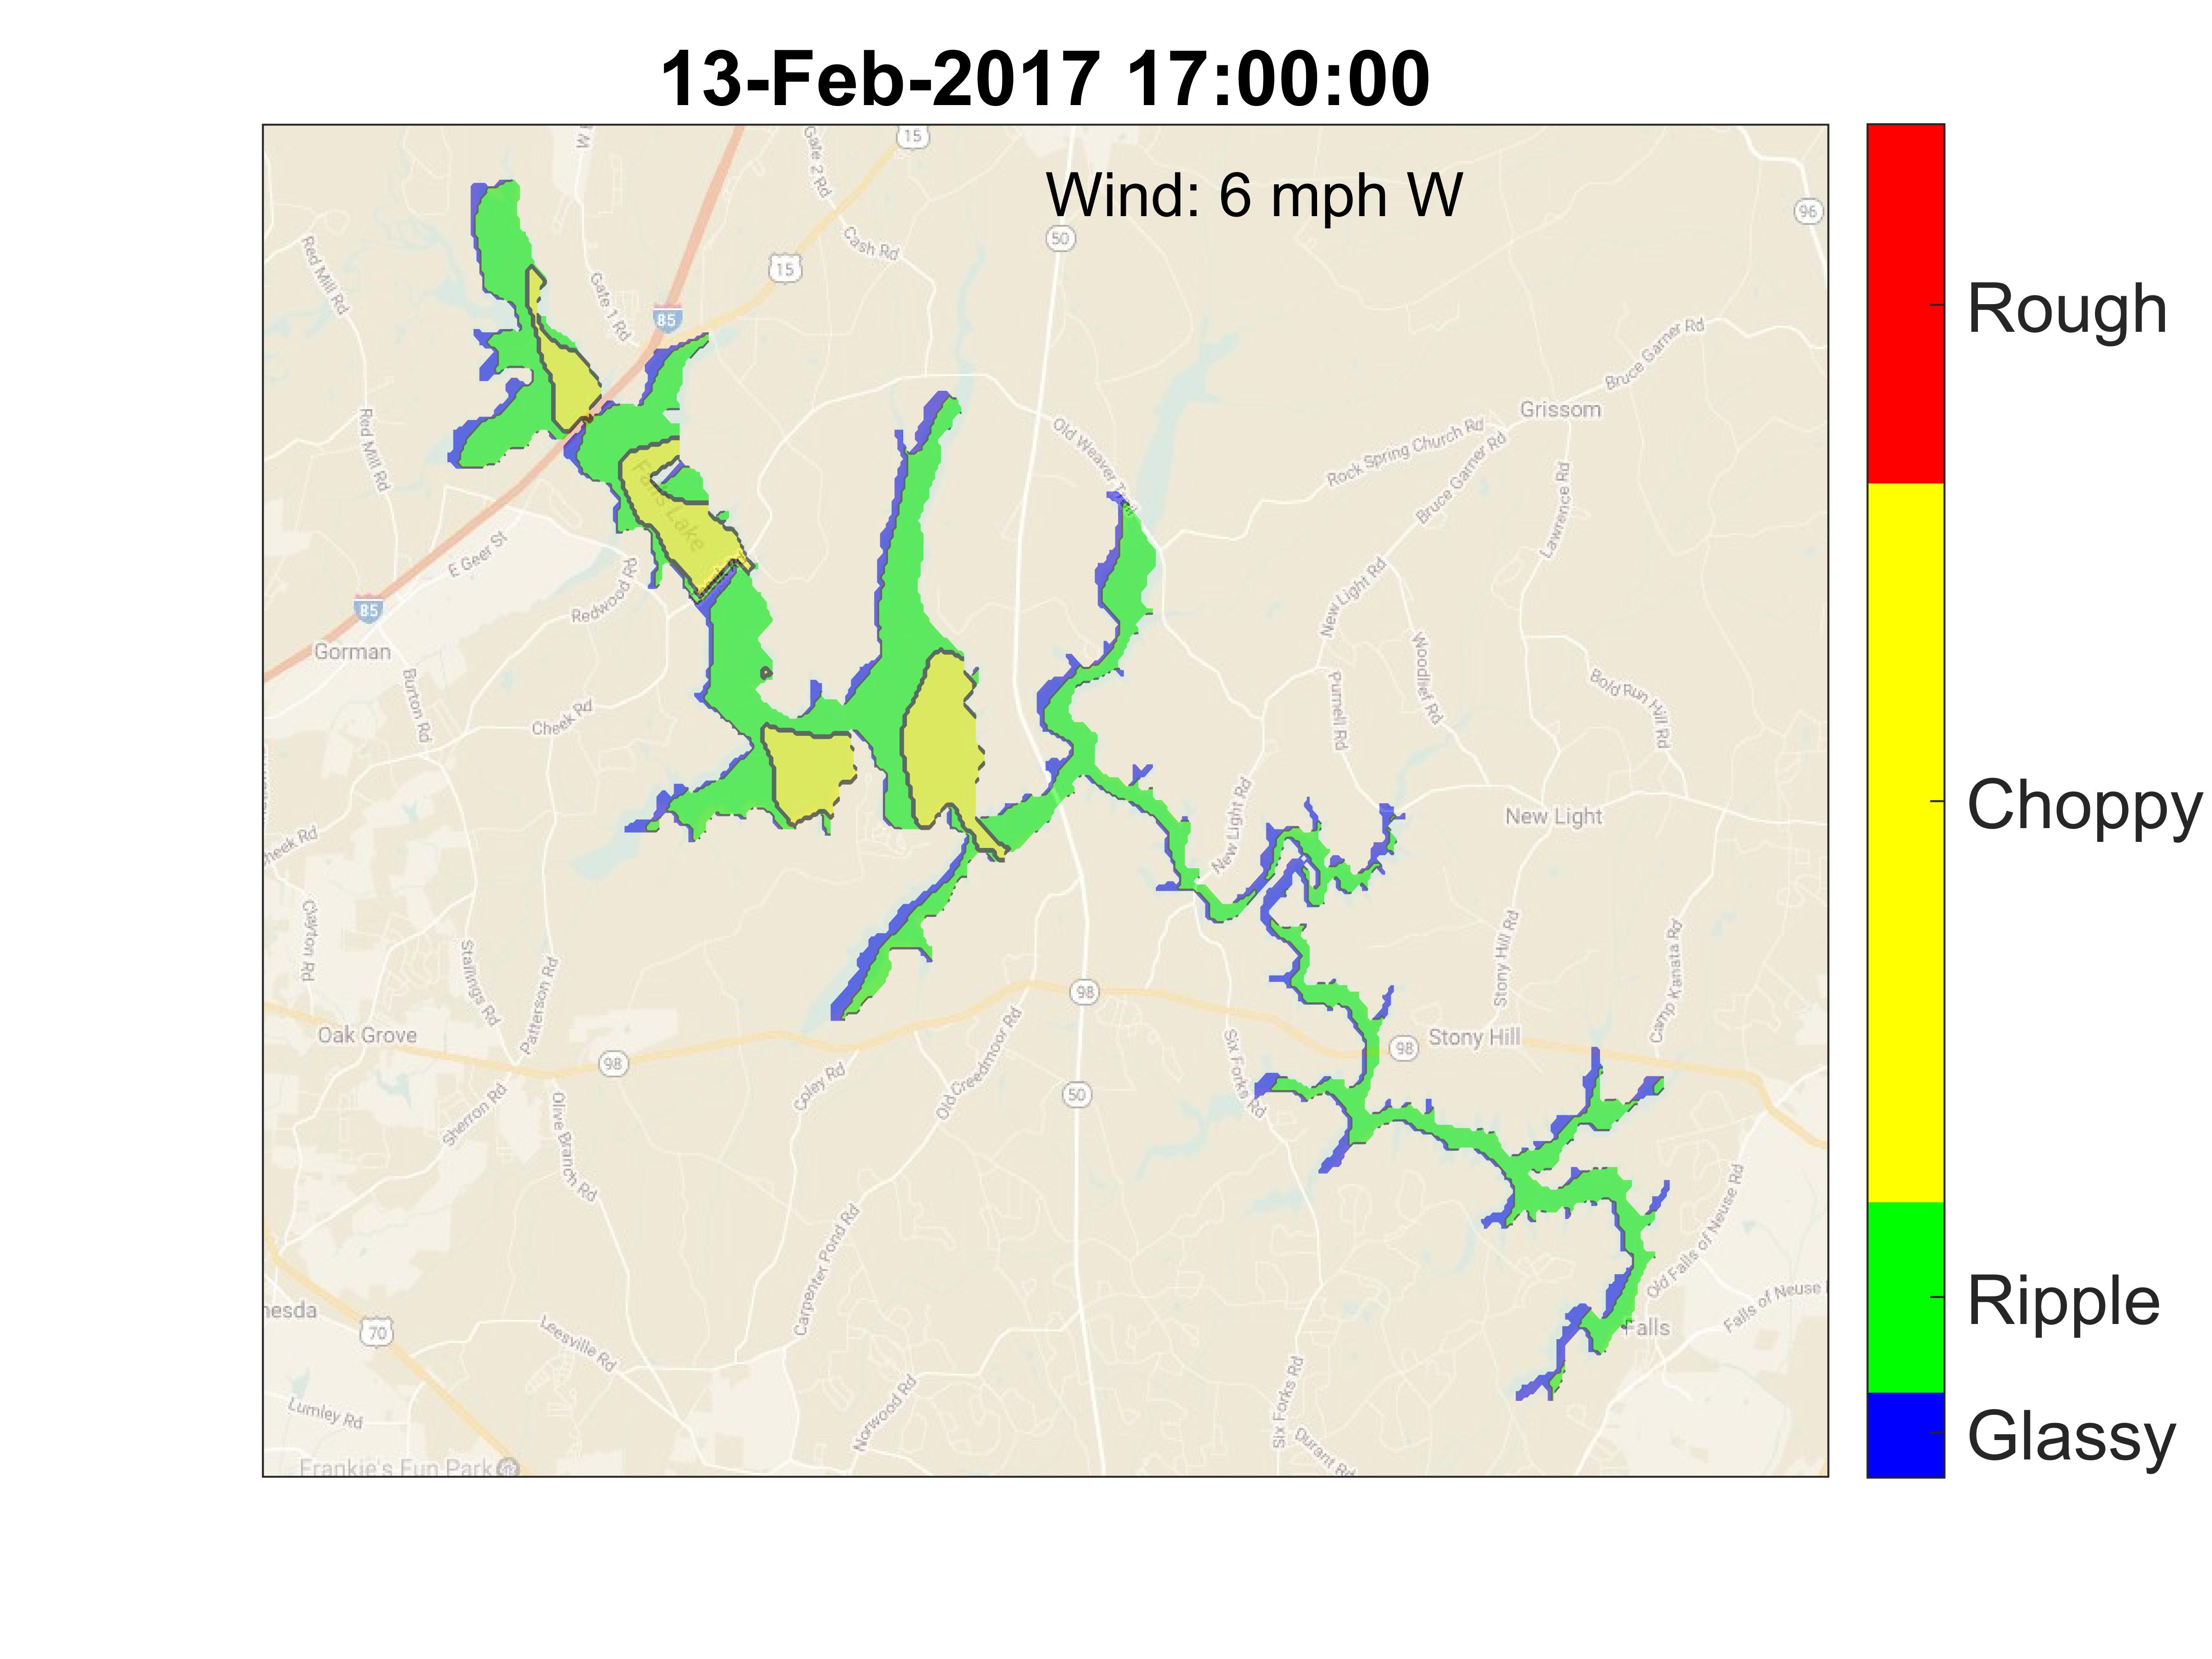 13-Feb-2017 17:00:00
Wind: 6 mph W
Rough
Choppy
Ripple
Glassy
15
Gate 2 Rd
Cash Rd
50
96
Red Mill Rd
Gate 1 Rd
15
85
Bruce Garner Rd
Grissom
Red Mill Rd
Old Weaver Trail
Rock Spring Church Rd
Bruce Garner Rd
Lawrence Rd
Falls Lake
E Geer St
Redwood Rd
85
New Light Rd
Gorman
Burton Rd
Cheek Rd
Purnell Rd
Woodlief Rd
Bold Run Hill Rd
New Light Rd
New Light
heek Rd
Clayton Rd
Stallings Rd
Patterson Rd
Stony Hill Rd
Camp Kanata Rd
98
Oak Grove
98
98
Stony Hill
Sherron Rd
Olive Branch Rd
Coley Rd
Old Creedmoor Rd
50
Six Forks Rd
Carpenter Pond Rd
Old Falls of Neuse Rd
Falls of Neuse
nesda
70
Leesville Rd
Falls
Lumley Rd
Norwood Rd
Six Forks Rd
Durant Rd
Frankie's Fun Park